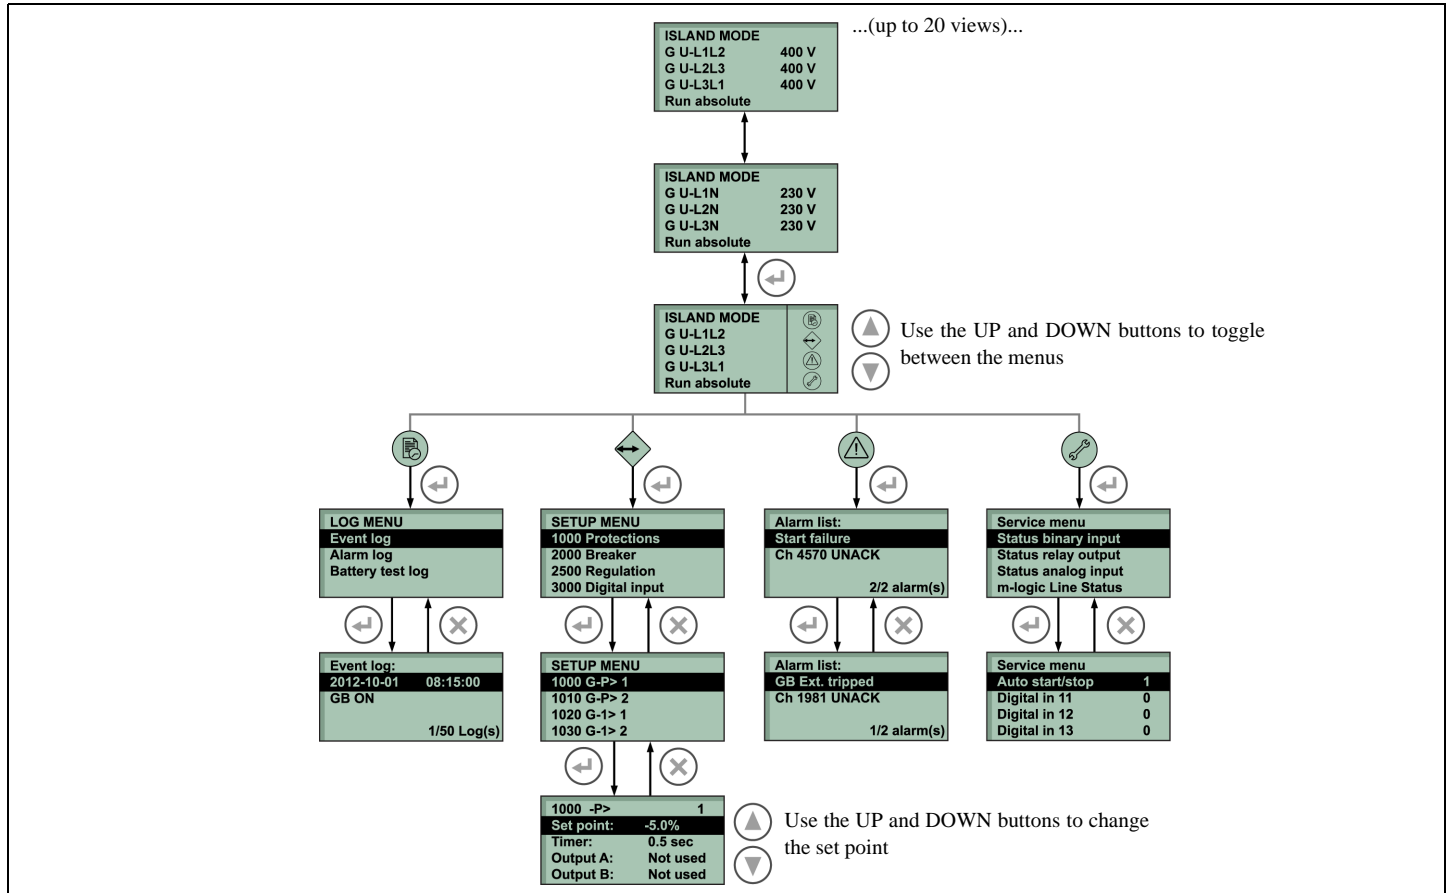 ISLAND MODE
G U-L1L2 400 V
G U-L2L3 400 V
G U-L3L1 400 V
Run absolute
...(up to 20 views)...
ISLAND MODE
G U-L1N 230 V
G U-L2N 230 V
G U-L3N 230 V
Run absolute
ISLAND MODE
G U-L1L2
G U-L2L3
G U-L3L1
Run absolute
Use the UP and DOWN buttons to toggle
between the menus
LOG MENU
Event log
Alarm log
Battery test log
SETUP MENU
1000 Protections
2000 Breaker
2500 Regulation
3000 Digital input
Alarm list:
Start failure
Ch 4570 UNACK
2/2 alarm(s)
Service menu
Status binary input
Status relay output
Status analog input
m-logic Line Status
Event log:
2012-10-01 08:15:00
GB ON
1/50 Log(s)
SETUP MENU
1000 G-P> 1
1010 G-P> 2
1020 G-1> 1
1030 G-1> 2
Alarm list:
GB Ext. tripped
Ch 1981 UNACK
1/2 alarm(s)
Service menu
Auto start/stop 1
Digital in 11 0
Digital in 12 0
Digital in 13 0
1000 -P> 1
Set point: -5.0%
Timer: 0.5 sec
Output A: Not used
Output B: Not used
Use the UP and DOWN buttons to change
the set point